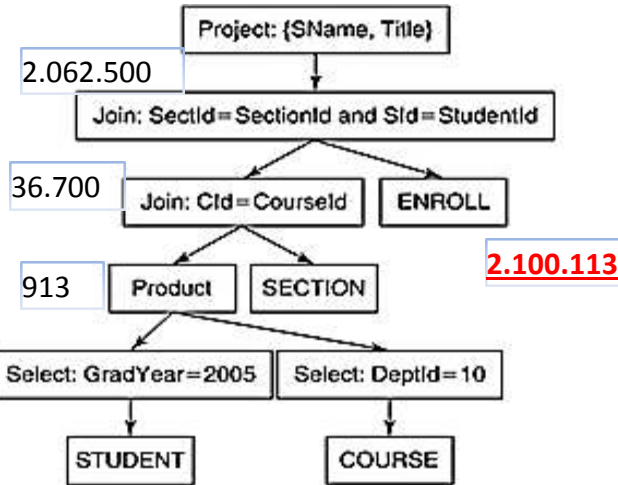 Project: {SName, Title}
2.062.500
Join: SectId=SectionId and SId=StudentId
36.700
Join: CId=CourseId
ENROLL
913
Product
SECTION
2.100.113
Select: GradYear=2005
Select: DeptId=10
STUDENT
COURSE